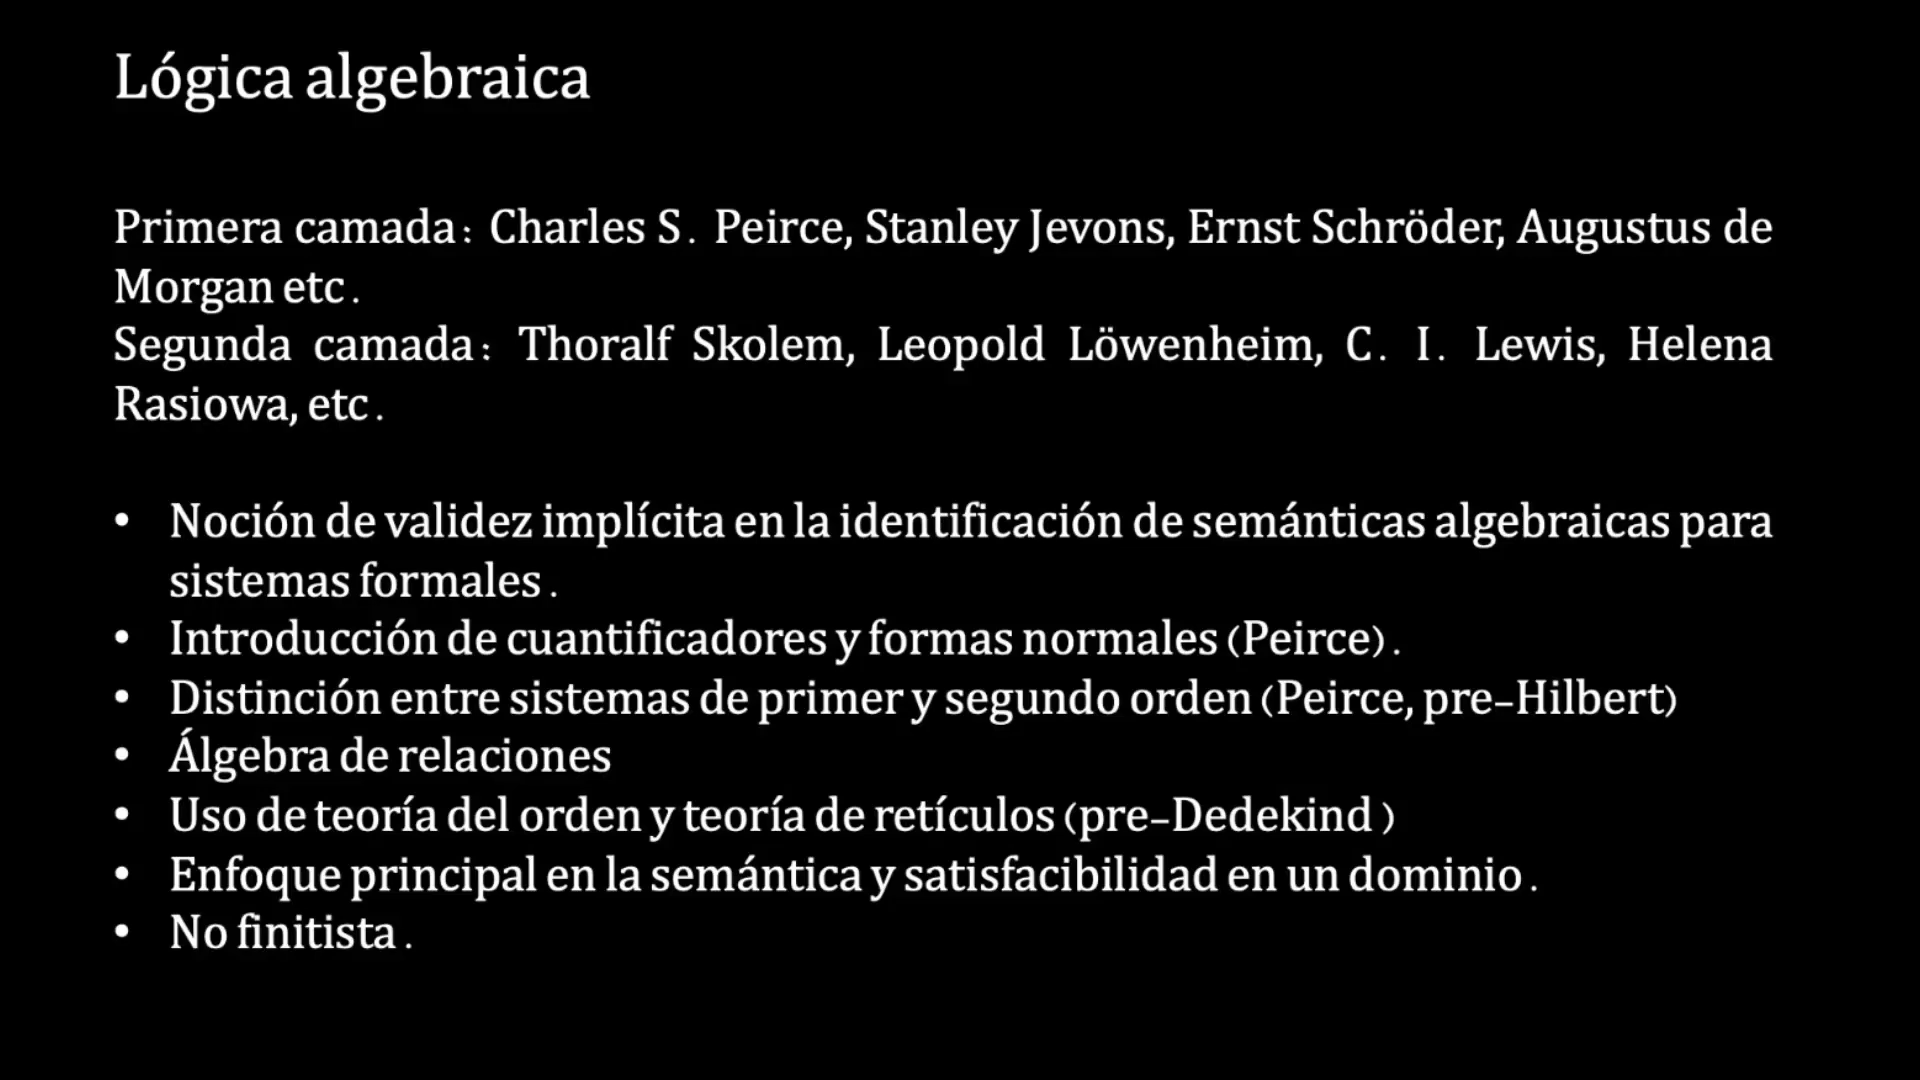 Lógica algebraica
Primera camada: Charles S. Peirce, Stanley Jevons, Ernst Schröder, Augustus de
Morgan etc.
Segunda camada: Thoralf Skolem, Leopold Löwenheim, C. I. Lewis, Helena
Rasiowa, etc.
• Noción de validez implícita en la identificación de semánticas algebraicas para
sistemas formales.
• Introducción de cuantificadores y formas normales (Peirce).
• Distinción entre sistemas de primer y segundo orden (Peirce, pre-Hilbert)
• Álgebra de relaciones
• Uso de teoría del orden y teoría de retículos (pre-Dedekind)
• Enfoque principal en la semántica y satisfacibilidad en un dominio.
• No finitista.